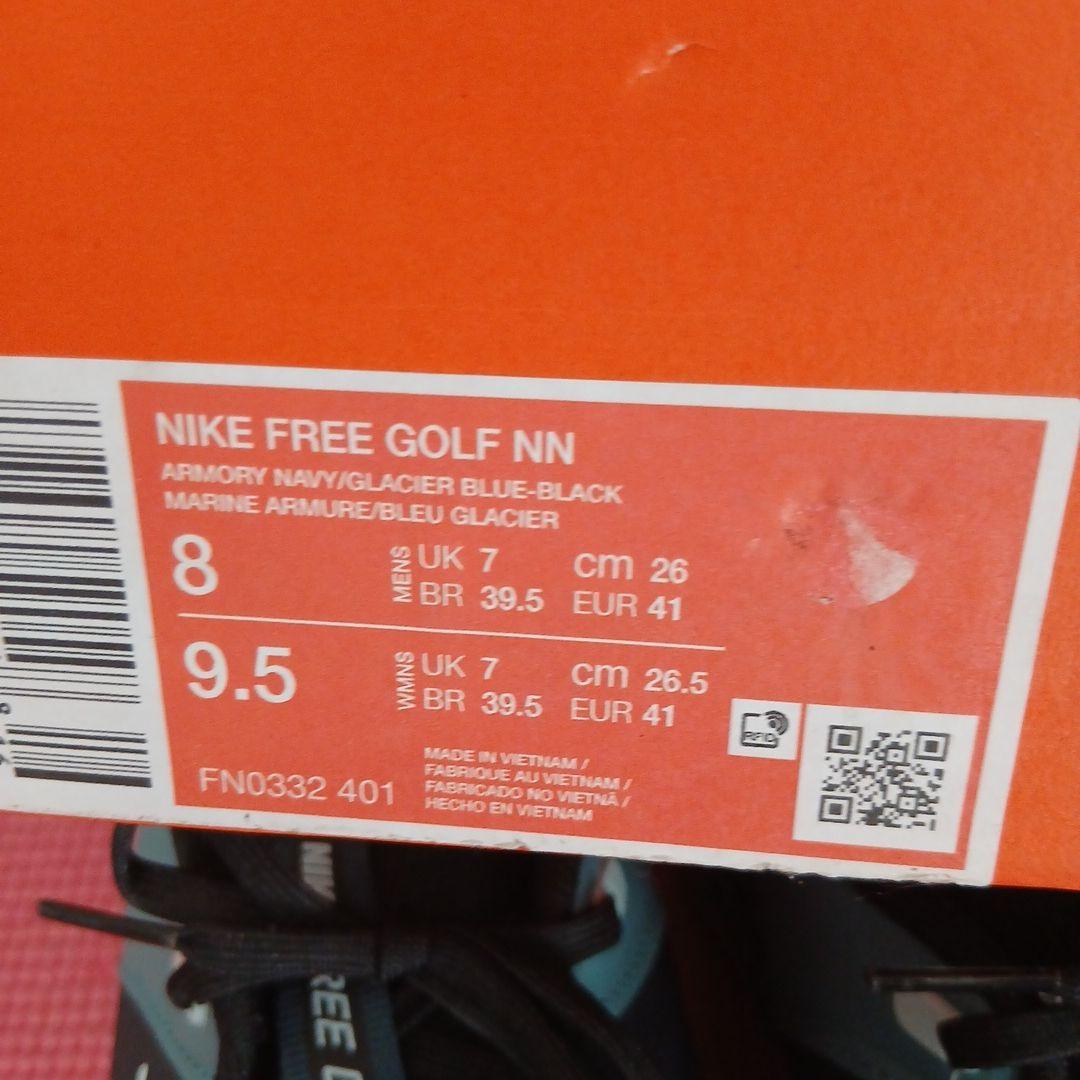 NIKE FREE GOLF NN
ARMORY NAVY/GLACIER BLUE-BLACK
MARINE ARMURE/BLEU GLACIER
8 MENS UK 7 cm 26
BR 39.5 EUR 41
9.5 WMNS UK 7 cm 26.5
BR 39.5 EUR 41
RFID
FN0332 401
MADE IN VIETNAM /
FABRIQUE AU VIETNAM /
FABRICADO NO VIETNÃ /
HECHO EN VIETNAM